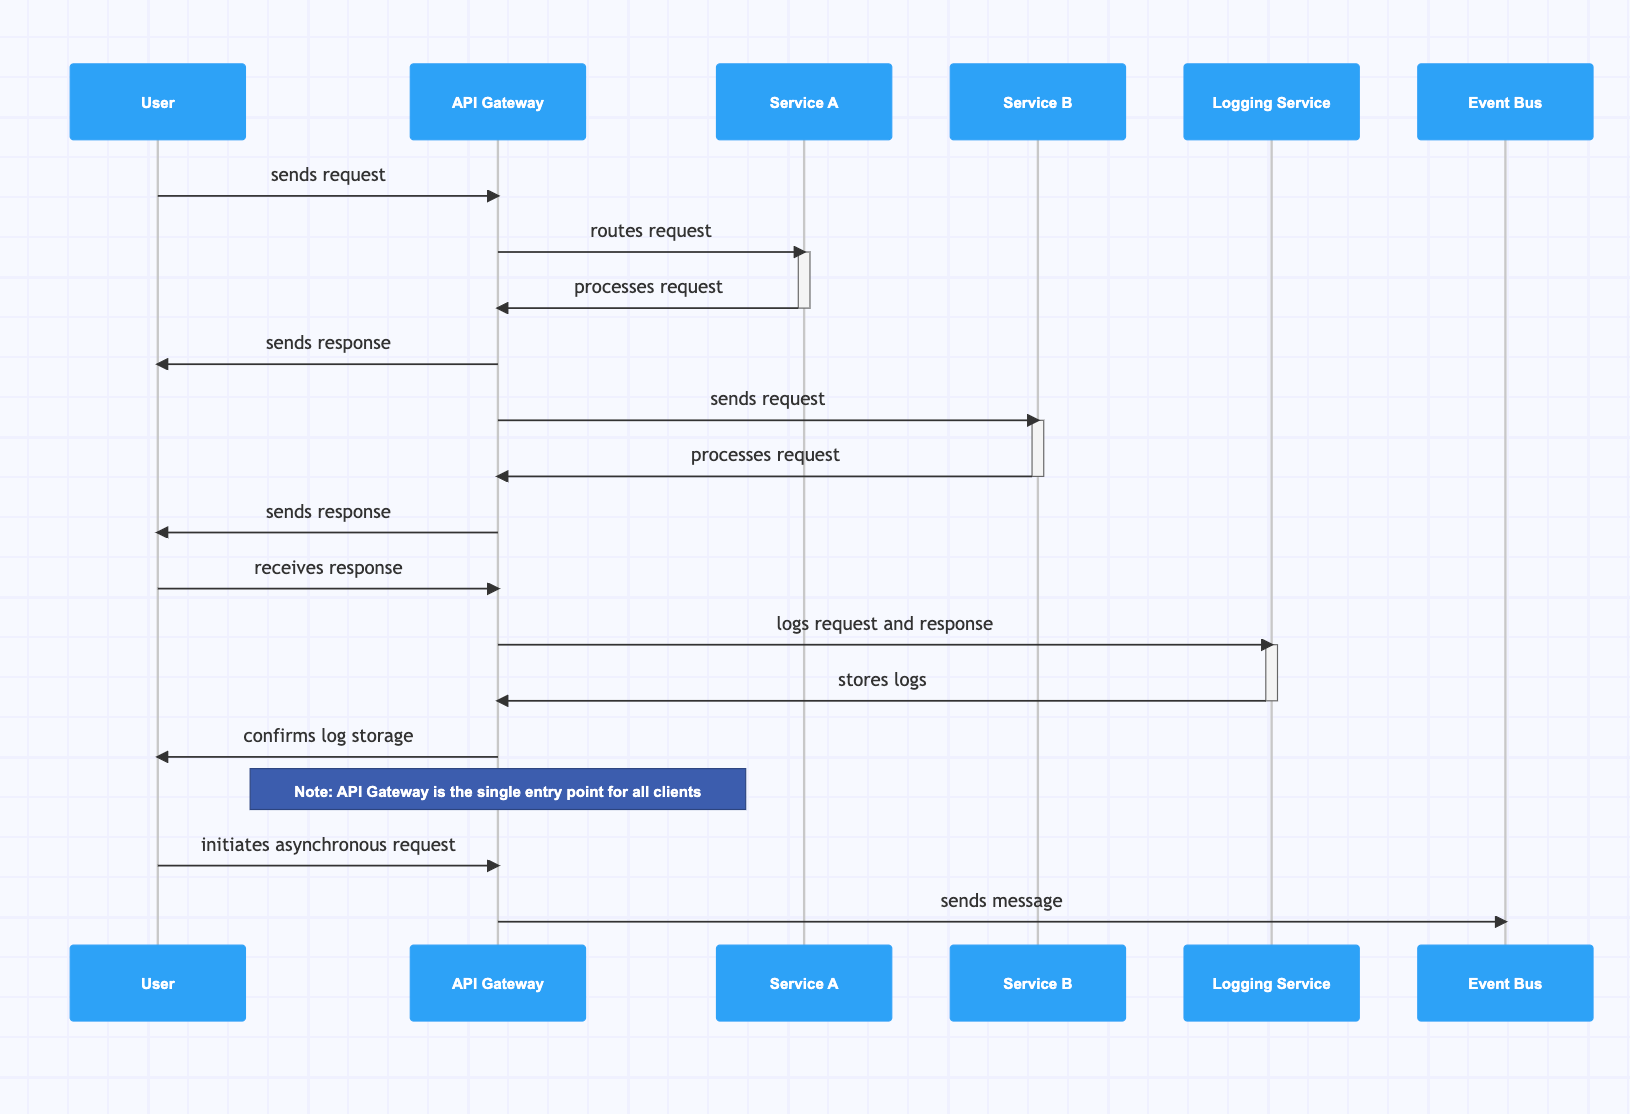 User
API Gateway
Service A
Service B
Logging Service
Event Bus
sends request
routes request
processes request
sends response
sends request
processes request
sends response
receives response
logs request and response
stores logs
confirms log storage
Note: API Gateway is the single entry point for all clients
initiates asynchronous request
sends message
User
API Gateway
Service A
Service B
Logging Service
Event Bus